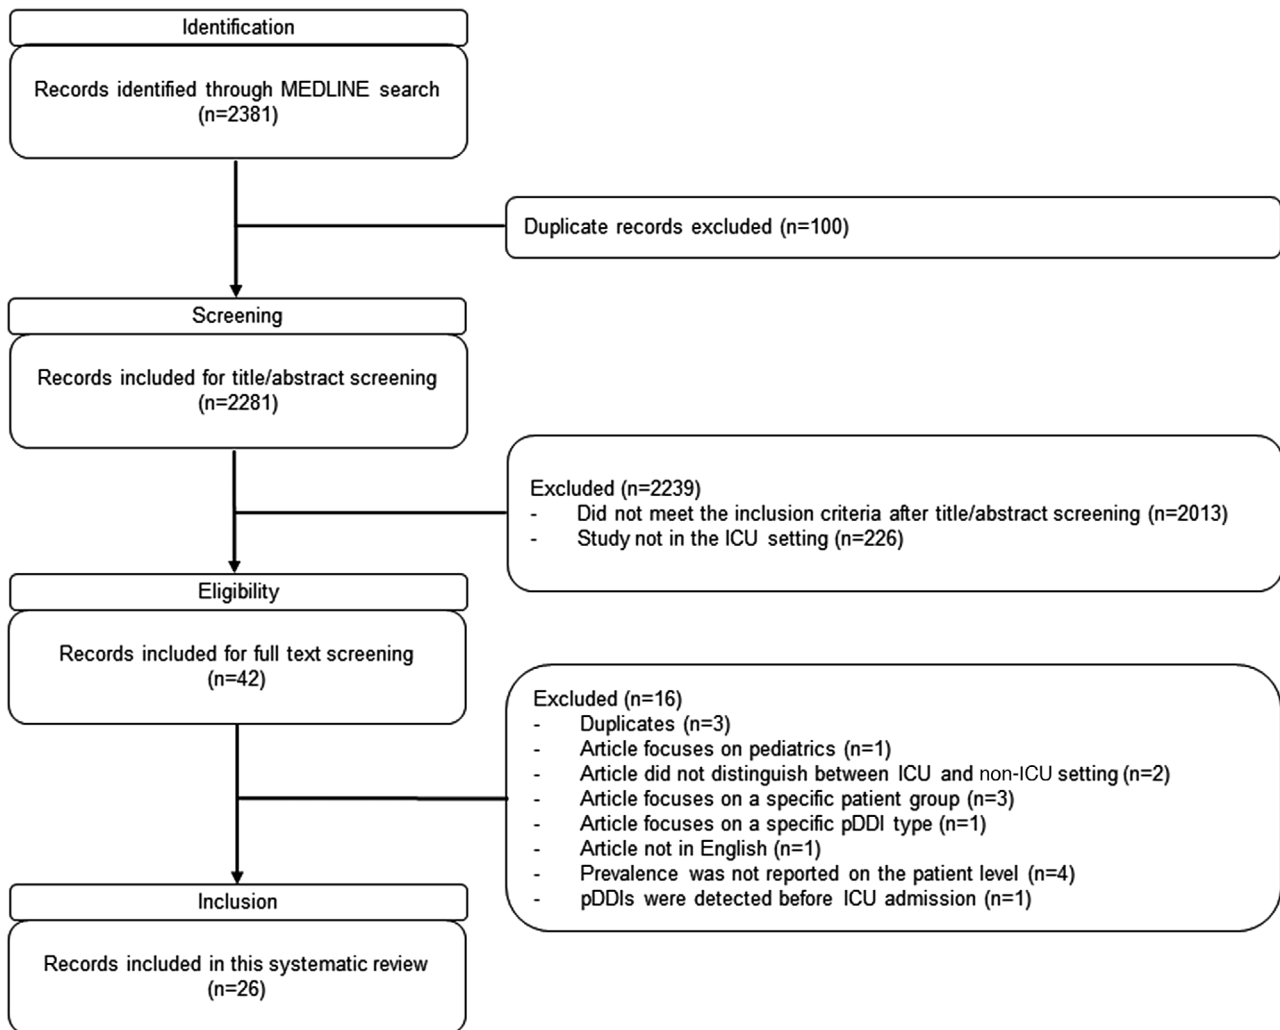 Identification
Records identified through MEDLINE search
(n=2381)
Duplicate records excluded (n=100)
Screening
Records included for title/abstract screening
(n=2281)
Excluded (n=2239)
- Did not meet the inclusion criteria after title/abstract screening (n=2013)
- Study not in the ICU setting (n=226)
Eligibility
Records included for full text screening
(n=42)
Excluded (n=16)
- Duplicates (n=3)
- Article focuses on pediatrics (n=1)
- Article did not distinguish between ICU and non-ICU setting (n=2)
- Article focuses on a specific patient group (n=3)
- Article focuses on a specific pDDI type (n=1)
- Article not in English (n=1)
- Prevalence was not reported on the patient level (n=4)
- pDDIs were detected before ICU admission (n=1)
Inclusion
Records included in this systematic review
(n=26)